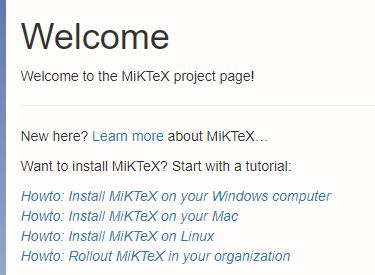 Welcome
Welcome to the MiKTeX project page!
New here? Learn more about MiKTeX...
Want to install MiKTeX? Start with a tutorial:
Howto: Install MiKTeX on your Windows computer
Howto: Install MiKTeX on your Mac
Howto: Install MiKTeX on Linux
Howto: Rollout MiKTeX in your organization